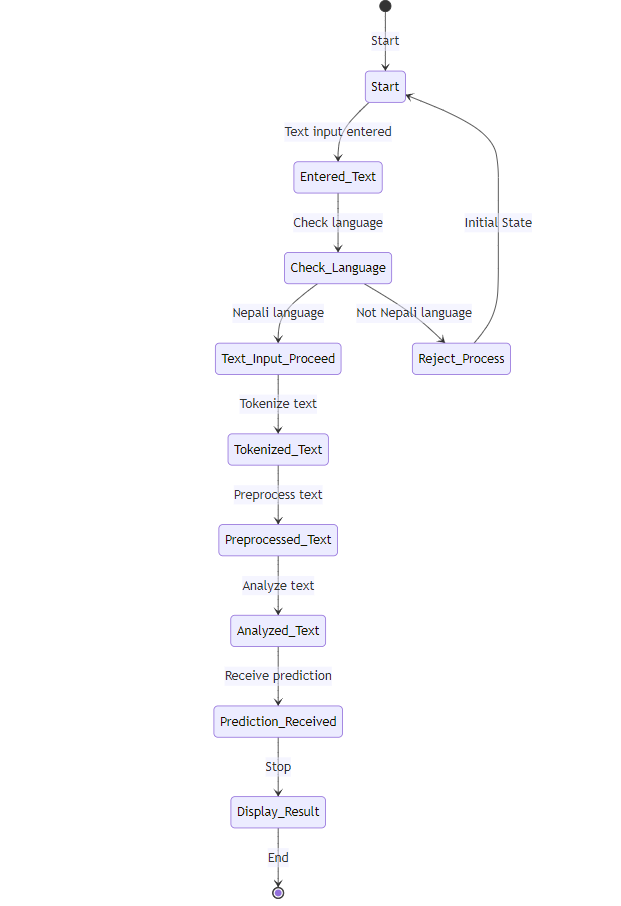 Start
Start
Text input entered
Entered_Text
Check language
Initial State
Check_Language
Nepali language
Not Nepali language
Text_Input_Proceed
Reject_Process
Tokenize text
Tokenized_Text
Preprocess text
Preprocessed_Text
Analyze text
Analyzed_Text
Receive prediction
Prediction_Received
Stop
Display_Result
End